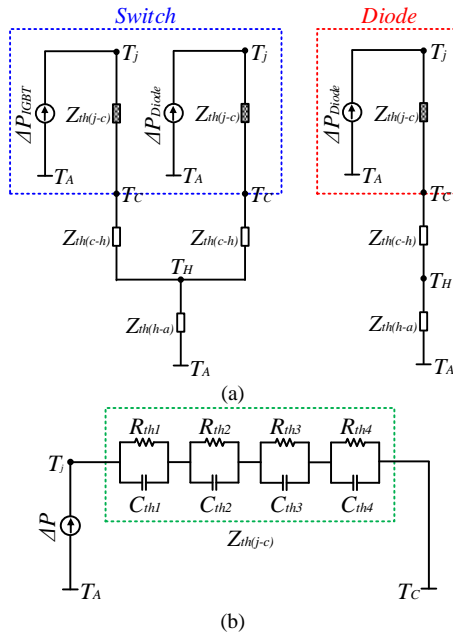 Switch
Diode
Tj
Tj
Tj
ΔPIGBT
Zth(j-c)
ΔPDiode
Zth(j-c)
ΔPDiode
Zth(j-c)
TA
TA
TA
TC
TC
TC
Zth(c-h)
Zth(c-h)
Zth(c-h)
TH
TH
Zth(h-a)
Zth(h-a)
TA
TA
(a)
Rth1 Rth2 Rth3 Rth4
Tj
Cth1 Cth2 Cth3 Cth4
ΔP
Zth(j-c)
TA
TC
(b)